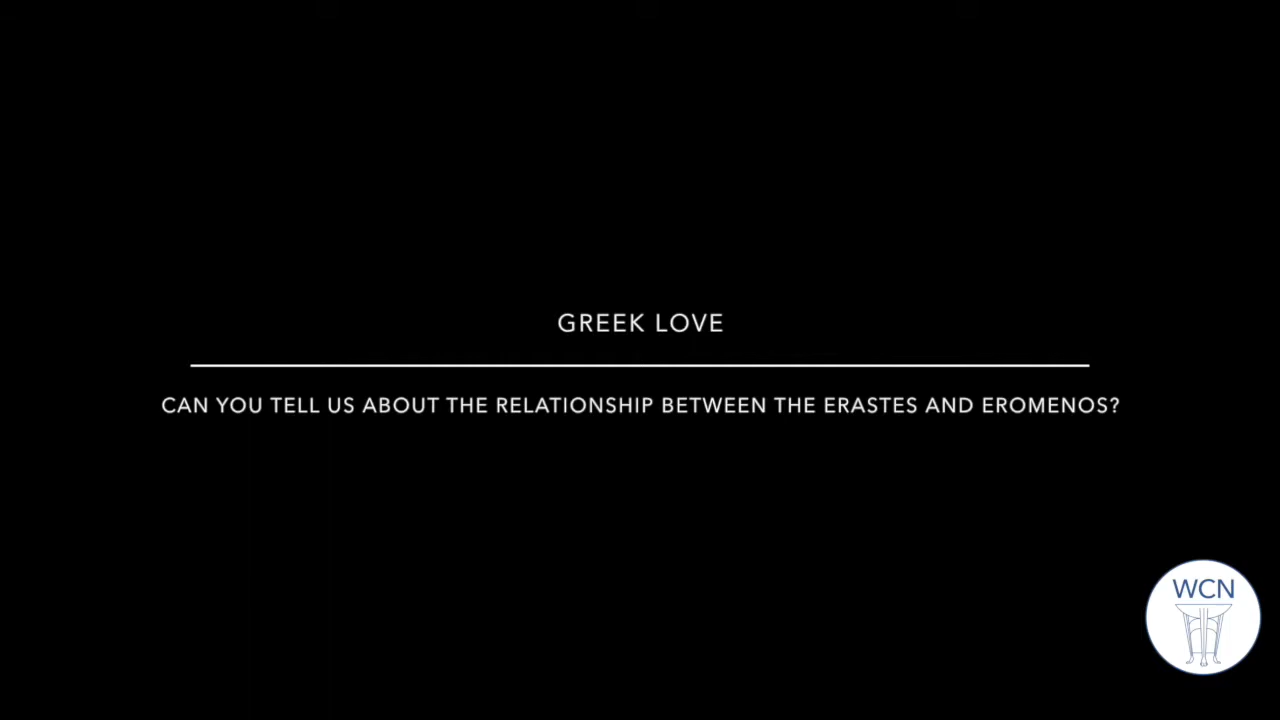 GREEK LOVE
CAN YOU TELL US ABOUT THE RELATIONSHIP BETWEEN THE ERASTES AND EROMENOS?
WCN